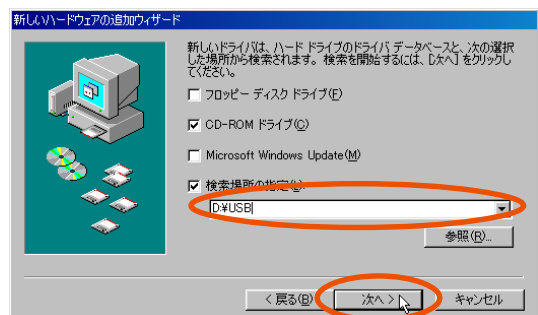 新しいハードウェアの追加ウィザード
新しいドライバは、ハード ドライブのドライバ データベースと、次の選択
した場所から検索されます。検索を開始するには、[次へ] をクリックし
てください。
フロッピー ディスク ドライブ(F)
CD-ROM ドライブ(C)
Microsoft Windows Update(M)
検索場所の指定(L):
D:¥USB
参照(R)...
< 戻る(B)
次へ >
キャンセル